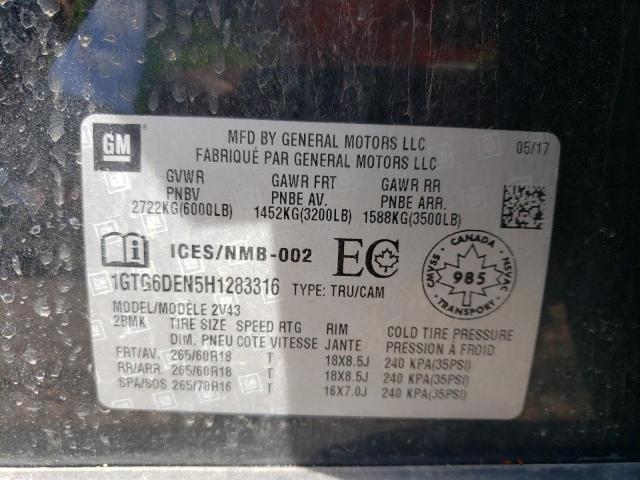 GM
MFD BY GENERAL MOTORS LLC
FABRIQUÉ PAR GENERAL MOTORS LLC
05/17
GVWR GAWR FRT GAWR RR
PNBV PNBE AV. PNBE ARR.
2722KG(6000LB) 1452KG(3200LB) 1588KG(3500LB)
ICES/NMB-002 EC
CANADA
CMVSS 985 NSVAC
TRANSPORT
1GTG6DEN5H1283316 TYPE: TRU/CAM
MODEL/MODÈLE 2V43
2BMK TIRE SIZE SPEED RTG RIM COLD TIRE PRESSURE
DIM. PNEU COTE VITESSE JANTE PRESSION À FROID
FRT/AV. 265/60R18 T 18X8.5J 240 KPA(35PSI)
RR/ARR 265/60R18 T 18X8.5J 240 KPA(35PSI)
SPA/SOS 265/70R16 T 16X7.0J 240 KPA(35PSI)